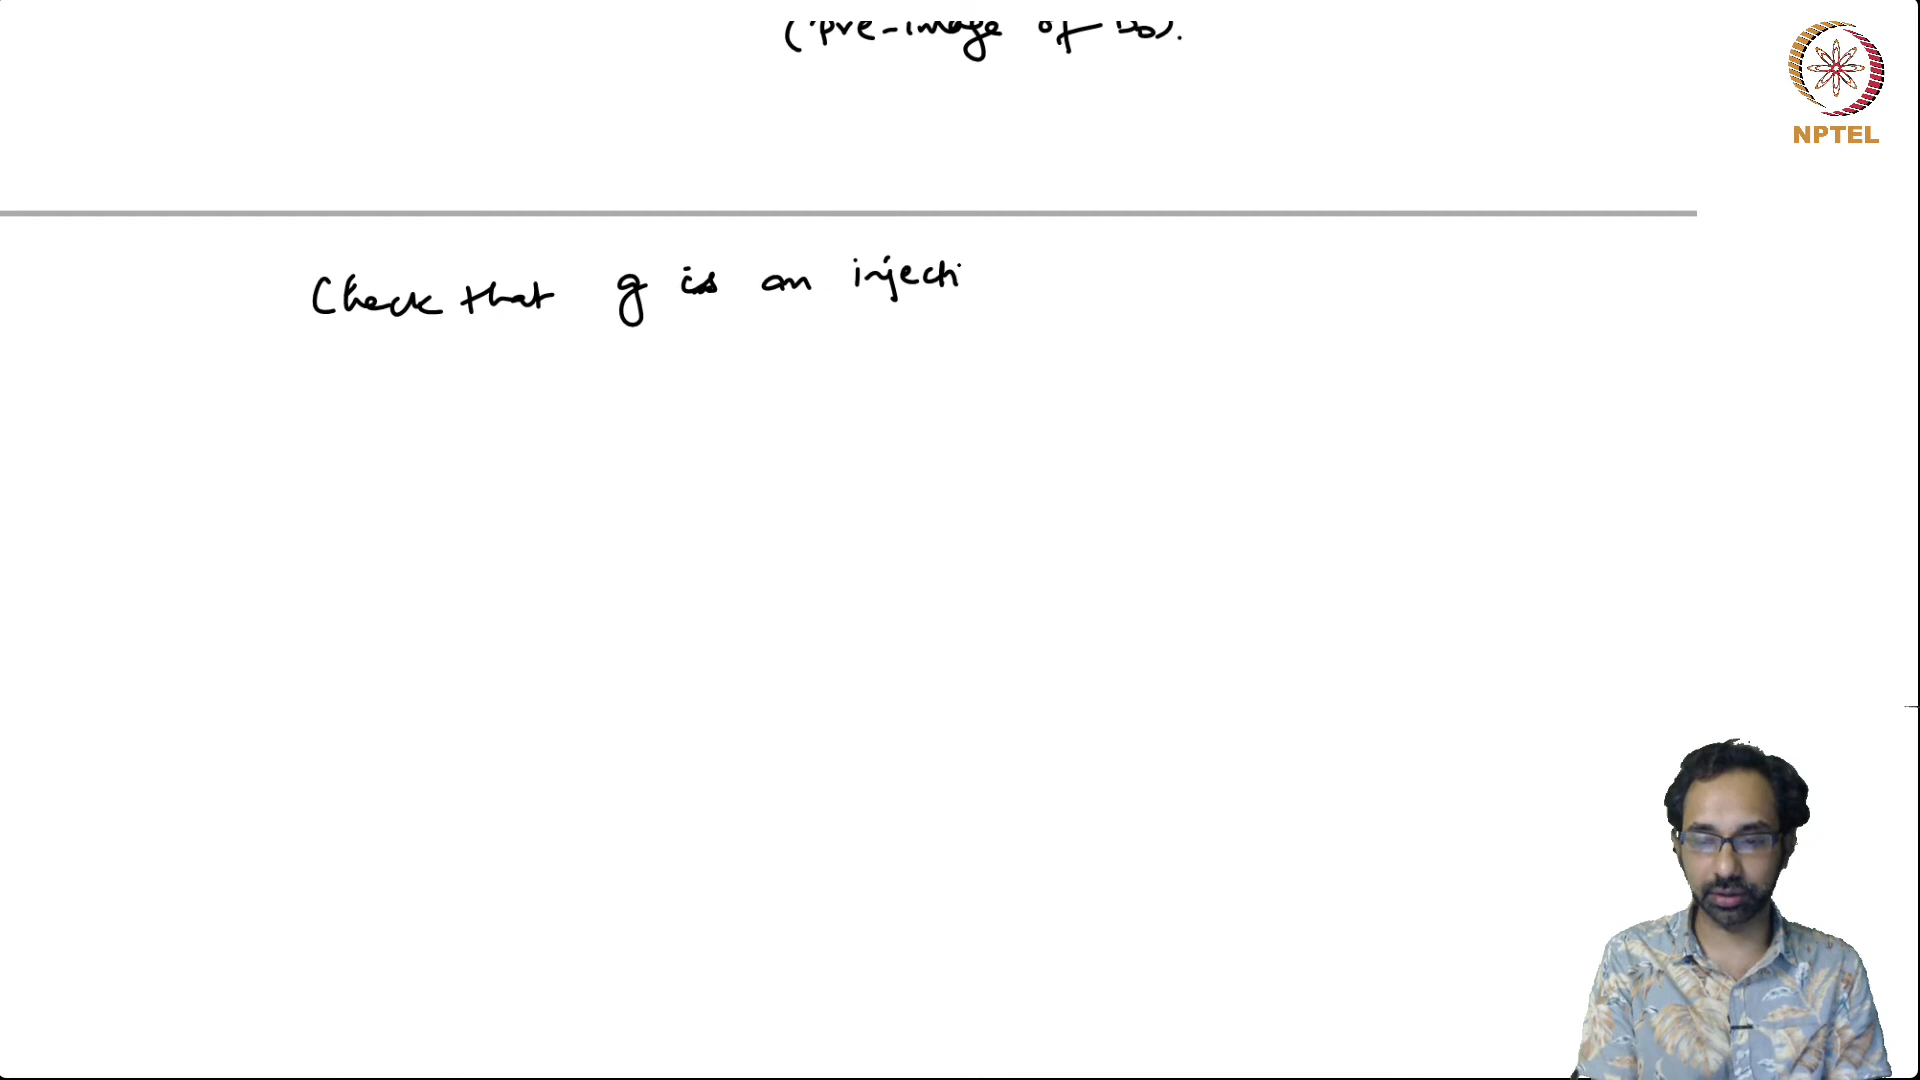 (pre-image of
NPTEL
Check that g is an injecti